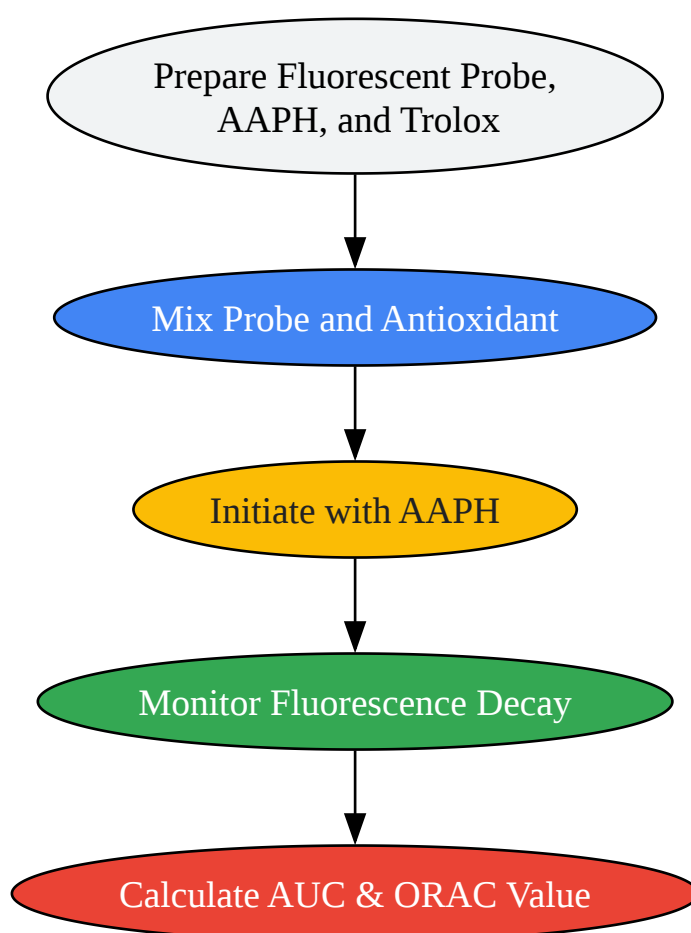 Prepare Fluorescent Probe,
AAPH, and Trolox
Mix Probe and Antioxidant
Initiate with AAPH
Monitor Fluorescence Decay
Calculate AUC & ORAC Value